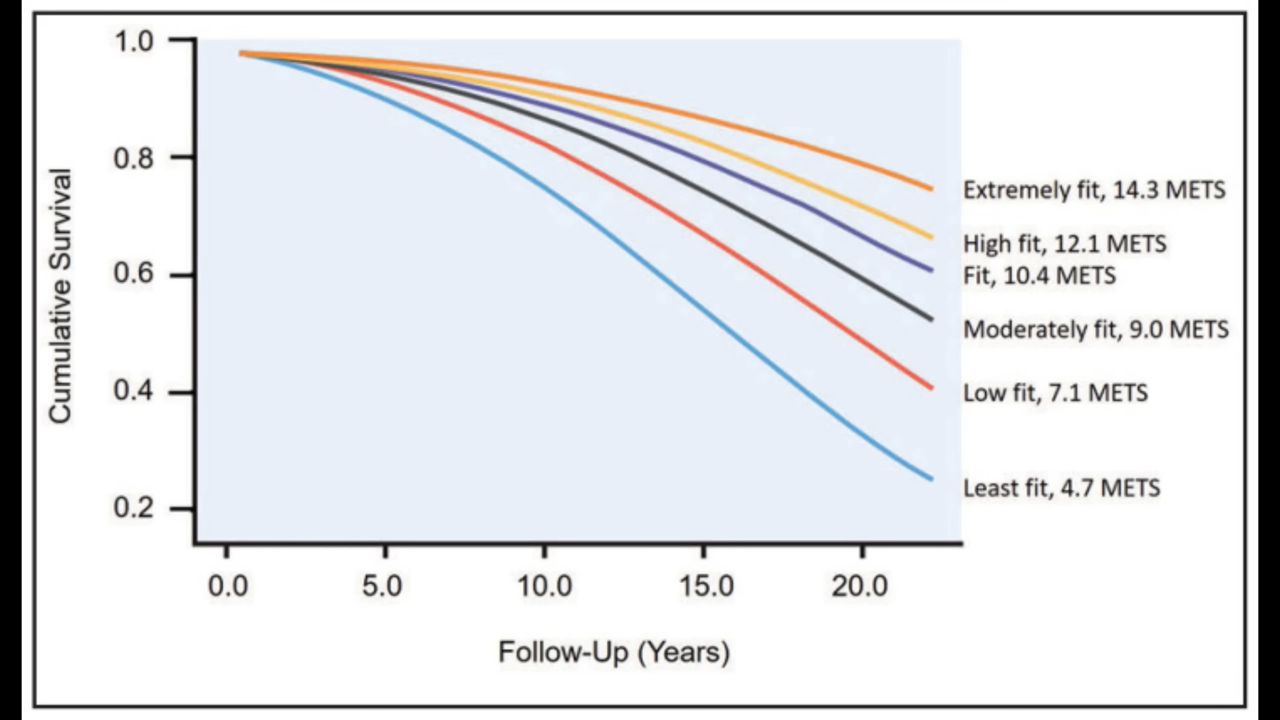 1.0
0.8
0.6
0.4
0.2
Cumulative Survival
0.0 5.0 10.0 15.0 20.0
Follow-Up (Years)
Extremely fit, 14.3 METS
High fit, 12.1 METS
Fit, 10.4 METS
Moderately fit, 9.0 METS
Low fit, 7.1 METS
Least fit, 4.7 METS